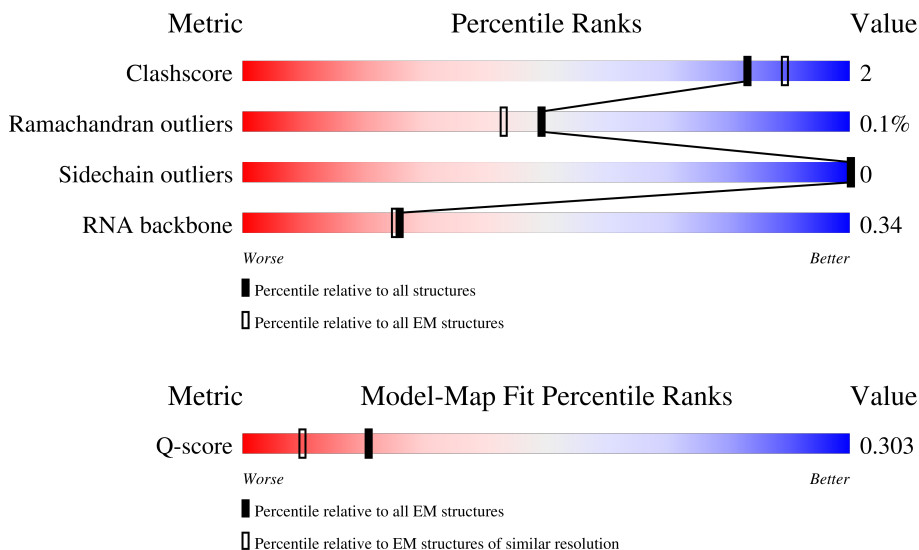 Metric Percentile Ranks Value
Clashscore 2
Ramachandran outliers 0.1%
Sidechain outliers 0
RNA backbone 0.34
Worse Better
Percentile relative to all structures
Percentile relative to all EM structures
Metric Model-Map Fit Percentile Ranks Value
Q-score 0.303
Worse Better
Percentile relative to all EM structures
Percentile relative to EM structures of similar resolution